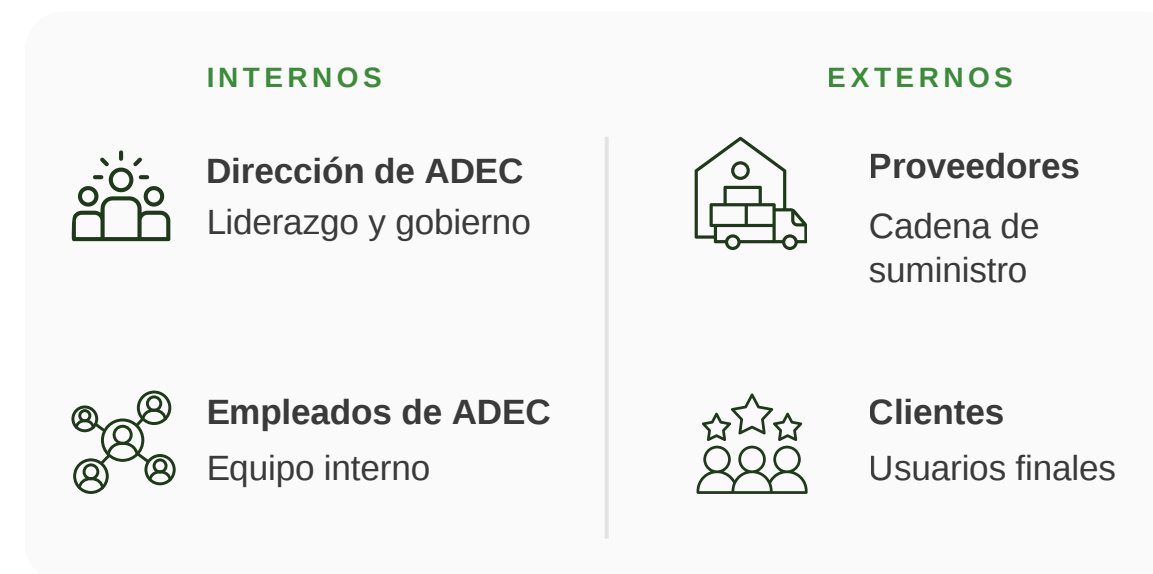 INTERNOS
Dirección de ADEC
Liderazgo y gobierno
Empleados de ADEC
Equipo interno
EXTERNOS
Proveedores
Cadena de
suministro
Clientes
Usuarios finales